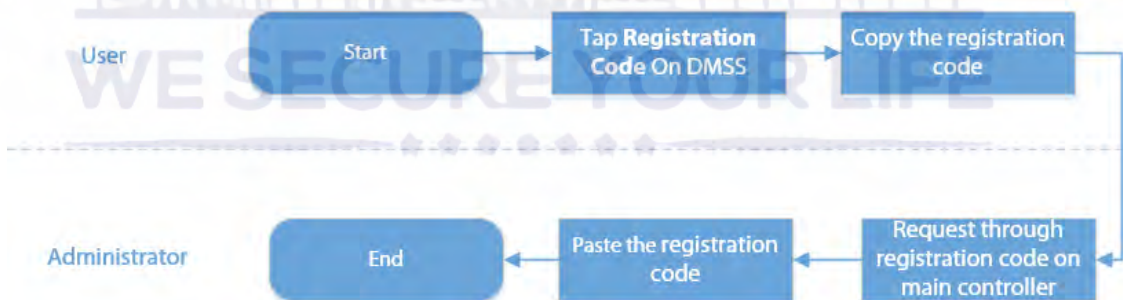 User
Start
Tap Registration
Code On DMSS
Copy the registration
code
WE SECURE YOUR LIFE
Administrator
End
Paste the registration
code
Request through
registration code on
main controller